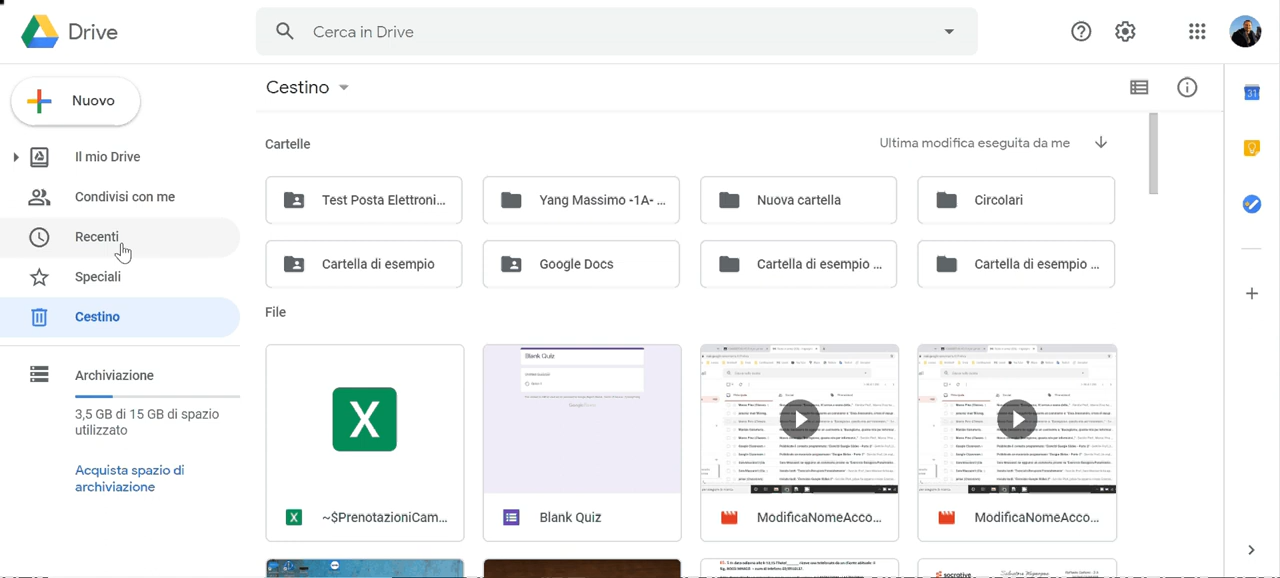 Drive
Cerca in Drive
Nuovo
Il mio Drive
Condivisi con me
Recenti
Speciali
Cestino
Archiviazione
3,5 GB di 15 GB di spazio
utilizzato
Acquista spazio di
archiviazione
Cestino
Cartelle
Ultima modifica eseguita da me
Test Posta Elettroni...
Yang Massimo -1A- ...
Nuova cartella
Circolari
Cartella di esempio
Google Docs
Cartella di esempio ...
Cartella di esempio ...
File
Blank Quiz
~$PrenotazioniCam...
Blank Quiz
ModificaNomeAcco...
ModificaNomeAcco...
socrative
31